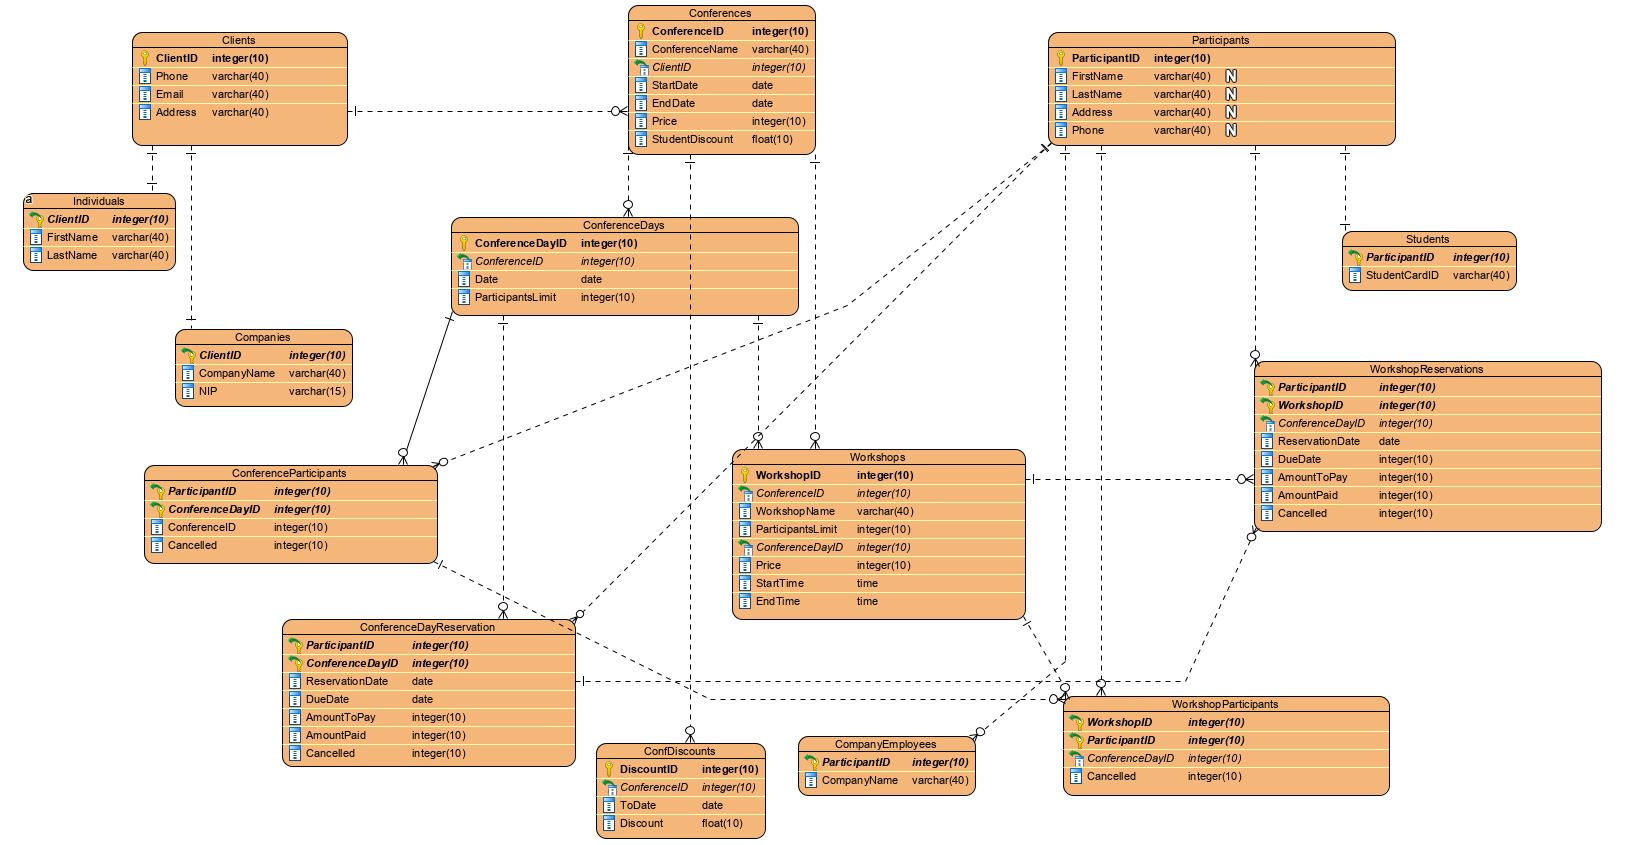 Clients
ClientID integer(10)
Phone varchar(40)
Email varchar(40)
Address varchar(40)
Conferences
ConferenceID integer(10)
ConferenceName varchar(40)
ClientID integer(10)
StartDate date
EndDate date
Price integer(10)
StudentDiscount float(10)
Participants
ParticipantID integer(10)
FirstName varchar(40) N
LastName varchar(40) N
Address varchar(40) N
Phone varchar(40) N
a
Individuals
ClientID integer(10)
FirstName varchar(40)
LastName varchar(40)
ConferenceDays
ConferenceDayID integer(10)
ConferenceID integer(10)
Date date
ParticipantsLimit integer(10)
Students
ParticipantID integer(10)
StudentCardID varchar(40)
Companies
ClientID integer(10)
CompanyName varchar(40)
NIP varchar(15)
WorkshopReservations
ParticipantID integer(10)
WorkshopID integer(10)
ConferenceDayID integer(10)
ReservationDate date
DueDate integer(10)
AmountToPay integer(10)
AmountPaid integer(10)
Cancelled integer(10)
ConferenceParticipants
ParticipantID integer(10)
ConferenceDayID integer(10)
ConferenceID integer(10)
Cancelled integer(10)
Workshops
WorkshopID integer(10)
ConferenceID integer(10)
WorkshopName varchar(40)
ParticipantsLimit integer(10)
ConferenceDayID integer(10)
Price integer(10)
StartTime time
EndTime time
ConferenceDayReservation
ParticipantID integer(10)
ConferenceDayID integer(10)
ReservationDate date
DueDate date
AmountToPay integer(10)
AmountPaid integer(10)
Cancelled integer(10)
ConfDiscounts
DiscountID integer(10)
ConferenceID integer(10)
ToDate date
Discount float(10)
CompanyEmployees
ParticipantID integer(10)
CompanyName varchar(40)
WorkshopParticipants
WorkshopID integer(10)
ParticipantID integer(10)
ConferenceDayID integer(10)
Cancelled integer(10)